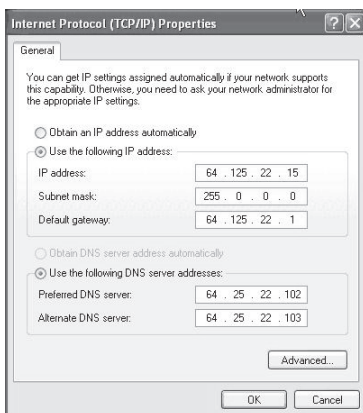 Internet Protocol (TCP/IP) Properties
General
You can get IP settings assigned automatically if your network supports
this capability. Otherwise, you need to ask your network administrator for
the appropriate IP settings.
Obtain an IP address automatically
Use the following IP address:
IP address: 64 . 125 . 22 . 15
Subnet mask: 255 . 0 . 0 . 0
Default gateway: 64 . 125 . 22 . 1
Obtain DNS server address automatically
Use the following DNS server addresses:
Preferred DNS server: 64 . 25 . 22 . 102
Alternate DNS server: 64 . 25 . 22 . 103
Advanced...
OK Cancel